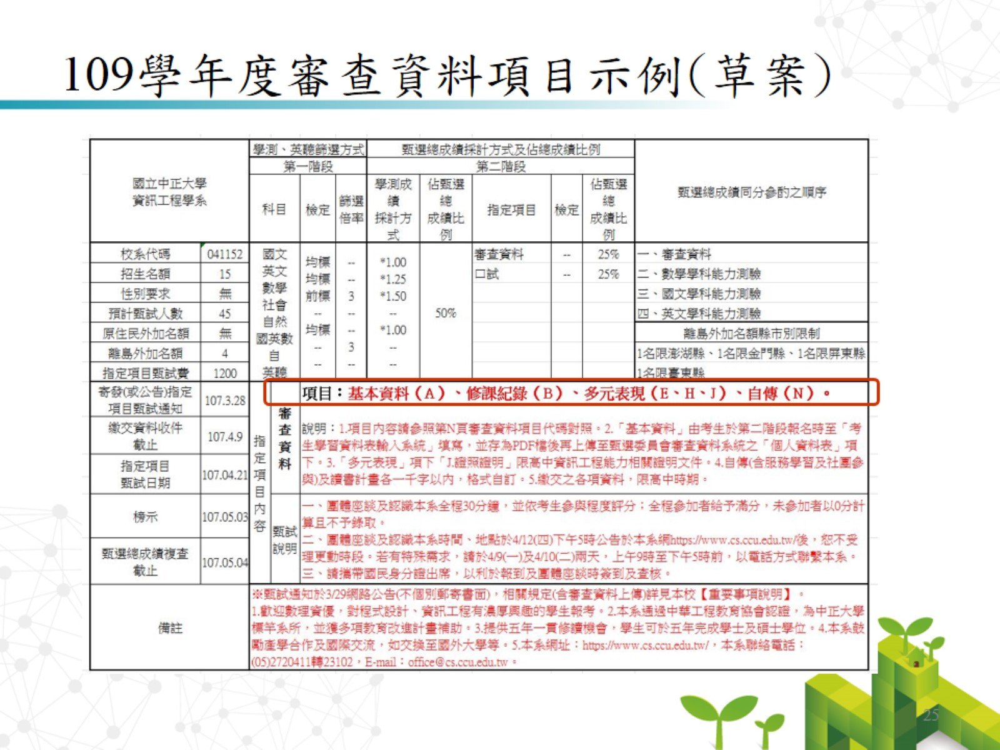 109學年度審查資料項目示例(草案)
國立中正大學
資訊工程學系
學測、英聽篩選方式
甄選總成績採計方式及佔總成績比例
甄選總成績同分參酌之順序
第一階段
第二階段
科目
檢定
篩選
倍率
學測成
績
採計方
式
佔甄選
總
成績比
例
指定項目
檢定
佔甄選
總
成績比
例
校系代碼 041152
招生名額 15
性別要求 無
預計甄試人數 45
原住民外加名額 無
離島外加名額 4
指定項目甄試費 1200
國文 均標 -- *1.00
英文 均標 -- *1.25
數學 前標 3 *1.50
社會 -- -- --
自然 均標 -- *1.00
國英數
自 -- 3 --
英聽 -- -- --
50%
審查資料 -- 25%
口試 -- 25%
一、審查資料
二、數學學科能力測驗
三、國文學科能力測驗
四、英文學科能力測驗
離島外加名額縣市別限制
1名限澎湖縣、1名限金門縣、1名限屏東縣
1名限臺東縣
寄發(或公告)指定
項目甄試通知 107.3.28
繳交資料收件
截止 107.4.9
指定項目
甄試日期 107.04.21
榜示 107.05.03
甄選總成績複查
截止 107.05.04
指定項目內容
審查資料
項目：基本資料（A）、修課紀錄（B）、多元表現（E、H、J）、自傳（N）。
說明：1.項目內容請參照第N頁審查資料項目代碼對照。2.「基本資料」由考生於第二階段報名時至「考
生學習資料表輸入系統」填寫，並存為PDF檔後再上傳至甄選委員會審查資料系統之「個人資料表」項
下。3.「多元表現」項下「J.證照證明」限高中資訊工程能力相關證明文件。4.自傳(含服務學習及社團參
與)及讀書計畫各一千字以內，格式自訂。5.繳交之各項資料，限高中時期。
甄試
說明
一、團體座談及認識本系全程30分鐘，並依考生參與程度評分；全程參加者給予滿分，未參加者以0分計
算且不予錄取。
二、團體座談及認識本系時間、地點於4/12(四)下午5時公告於本系網https://www.cs.ccu.edu.tw/後，恕不受
理更動時段。若有特殊需求，請於4/9(一)及4/10(二)兩天，上午9時至下午5時前，以電話方式聯繫本系。
三、請攜帶國民身分證出席，以利於報到及團體座談時簽到及查核。
備註
※甄試通知於3/29網路公告(不個別郵寄書面)，相關規定(含審查資料上傳)詳見本校【重要事項說明】。
1.歡迎數理資優，對程式設計、資訊工程有濃厚興趣的學生報考。2.本系通過中華工程教育協會認證，為中正大學
標竿系所，並獲多項教育改進計畫補助。3.提供五年一貫修讀機會，學生可於五年完成學士及碩士學位。4.本系鼓
勵產學合作及國際交流，如交換至國外大學等。5.本系網址：https://www.cs.ccu.edu.tw/，本系聯絡電話：
(05)2720411轉23102，E-mail：office@cs.ccu.edu.tw。
25